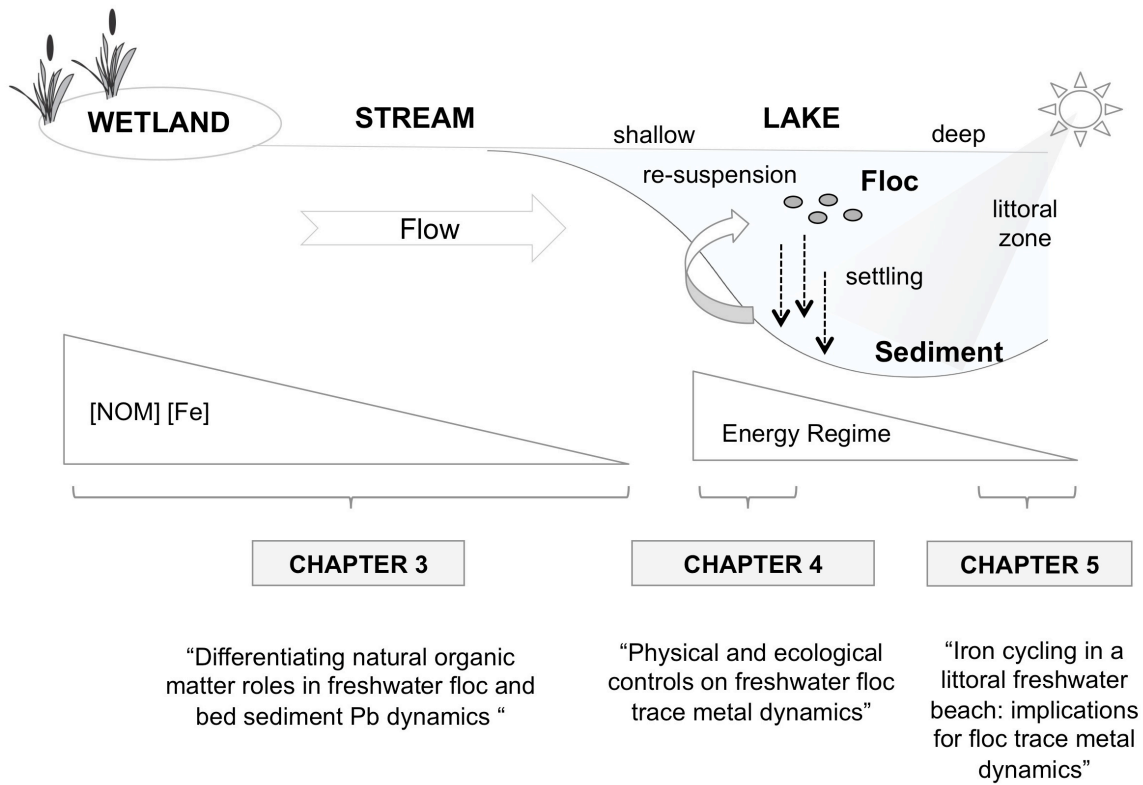 WETLAND
STREAM
LAKE
shallow
deep
re-suspension
Floc
littoral
zone
Flow
settling
Sediment
[NOM] [Fe]
Energy Regime
CHAPTER 3
CHAPTER 4
CHAPTER 5
“Differentiating natural organic
matter roles in freshwater floc and
bed sediment Pb dynamics “
“Physical and ecological
controls on freshwater floc
trace metal dynamics”
“Iron cycling in a
littoral freshwater
beach: implications
for floc trace metal
dynamics”